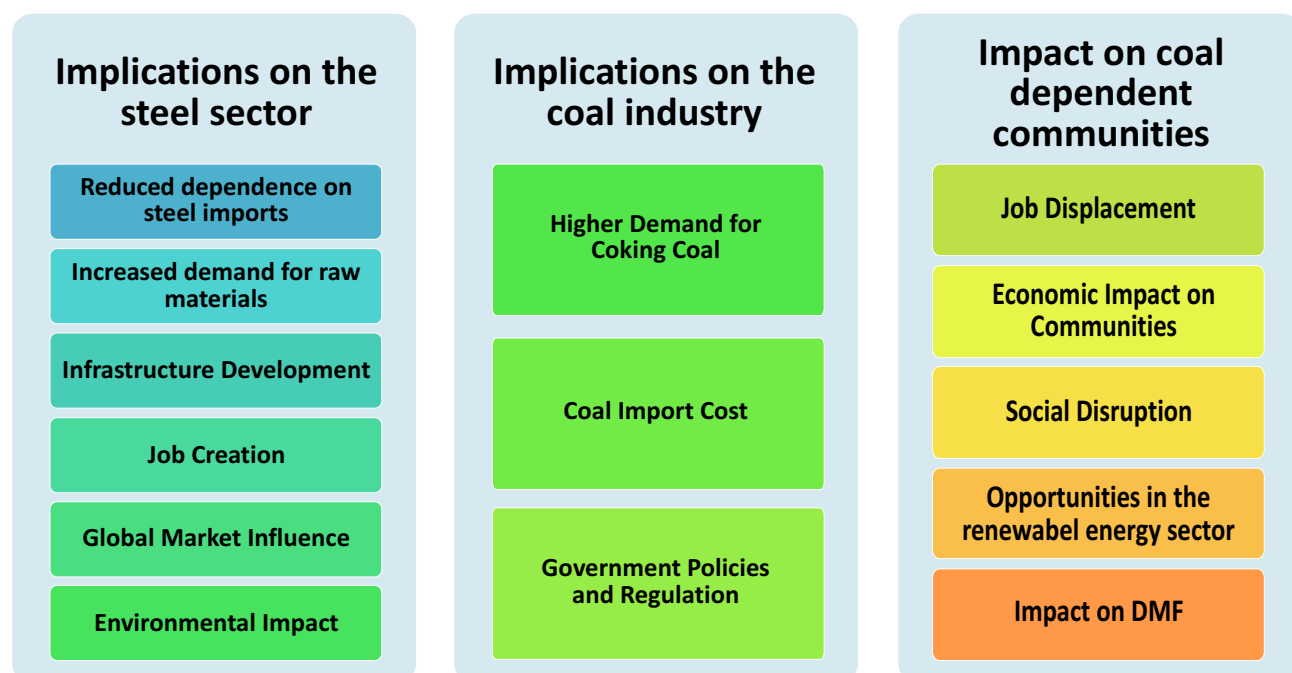 Implications on the
steel sector
Reduced dependence on
steel imports
Increased demand for raw
materials
Infrastructure Development
Job Creation
Global Market Influence
Environmental Impact
Implications on the
coal industry
Higher Demand for
Coking Coal
Coal Import Cost
Government Policies
and Regulation
Impact on coal
dependent
communities
Job Displacement
Economic Impact on
Communities
Social Disruption
Opportunities in the
renewabel energy sector
Impact on DMF